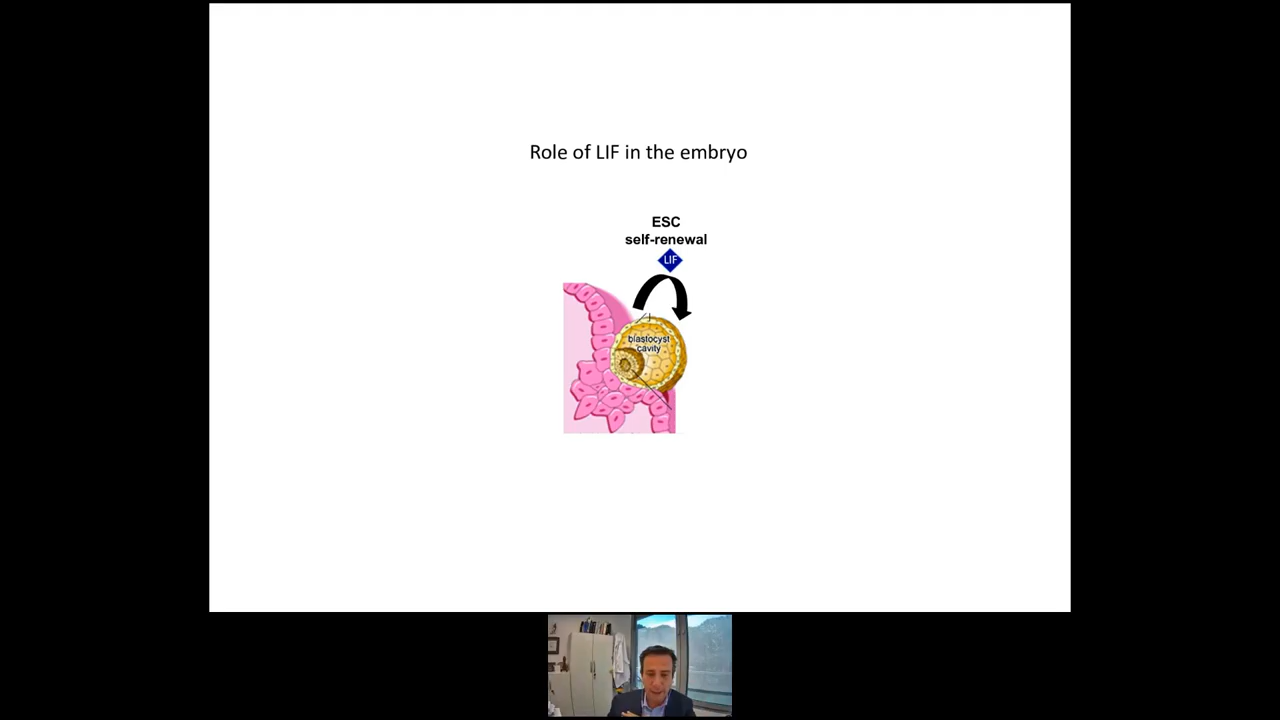 Role of LIF in the embryo
ESC
self-renewal
LIF
blastocyst
cavity